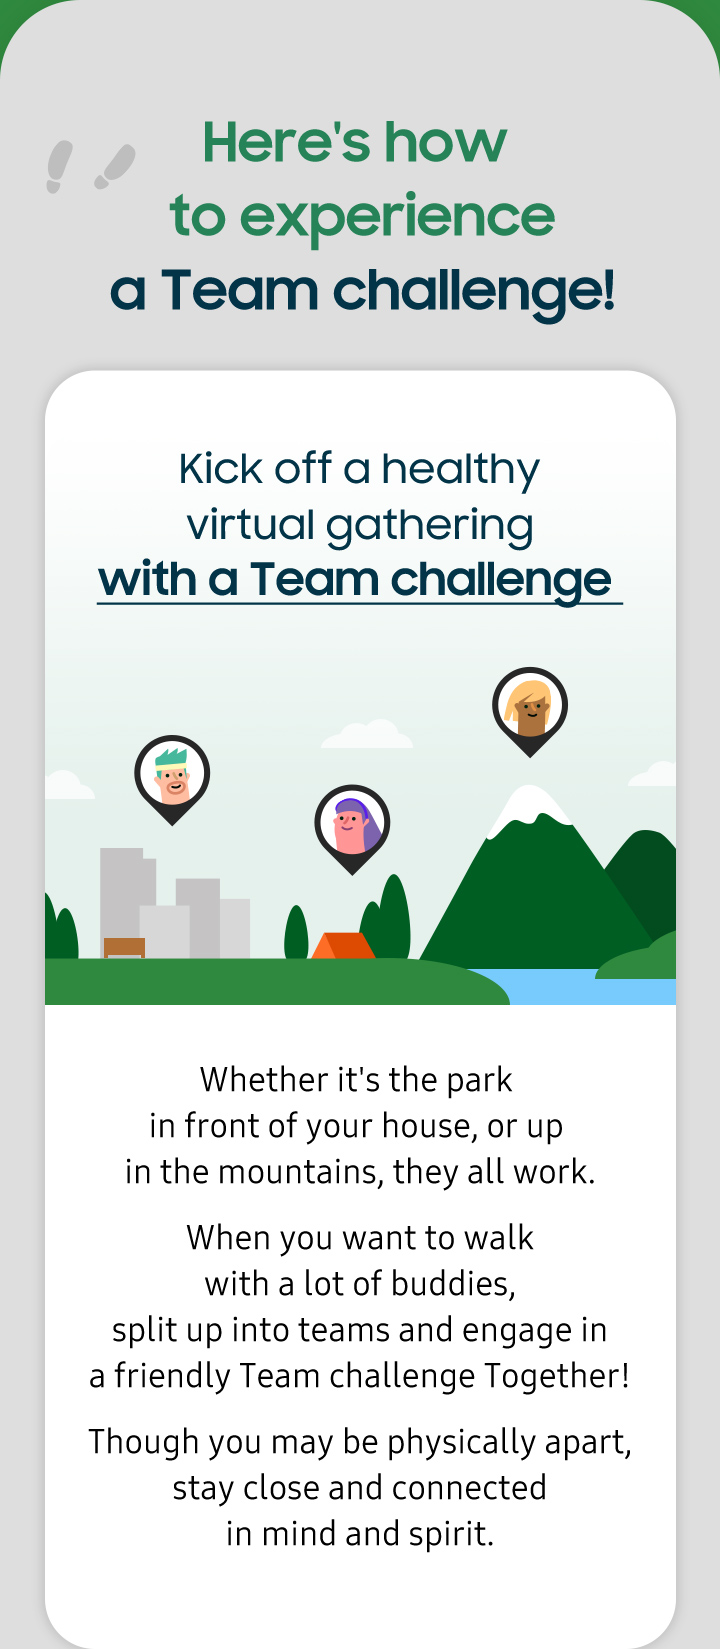 Here's how
to experience
a Team challenge!
Kick off a healthy
virtual gathering
with a Team challenge
Whether it's the park
in front of your house, or up
in the mountains, they all work.
When you want to walk
with a lot of buddies,
split up into teams and engage in
a friendly Team challenge Together!
Though you may be physically apart,
stay close and connected
in mind and spirit.